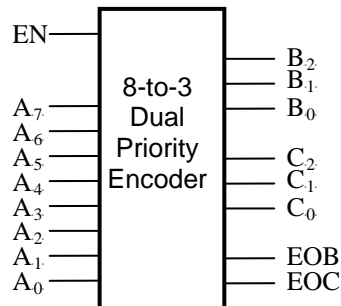 EN
A₇
A₆
A₅
A₄
A₃
A₂
A₁
A₀
8-to-3
Dual
Priority
Encoder
B₂
B₁
B₀
C₂
C₁
C₀
EOB
EOC